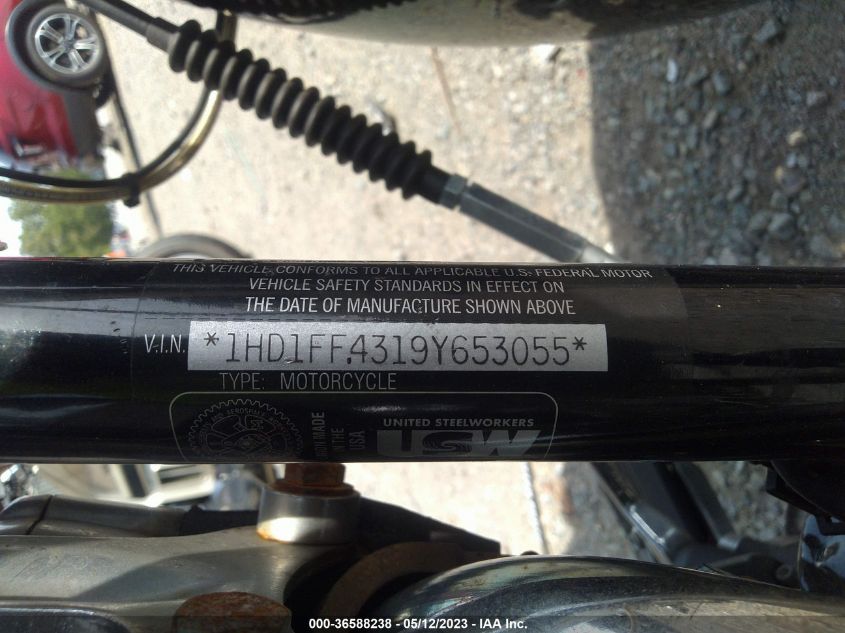 THIS VEHICLE CONFORMS TO ALL APPLICABLE U.S. FEDERAL MOTOR
VEHICLE SAFETY STANDARDS IN EFFECT ON
THE DATE OF MANUFACTURE SHOWN ABOVE
V.I.N. *1HD1FF4319Y653055*
TYPE: MOTORCYCLE
MADE
IN THE
USA
UNITED STEELWORKERS
USW
000-36588238 - 05/12/2023 - IAA Inc.